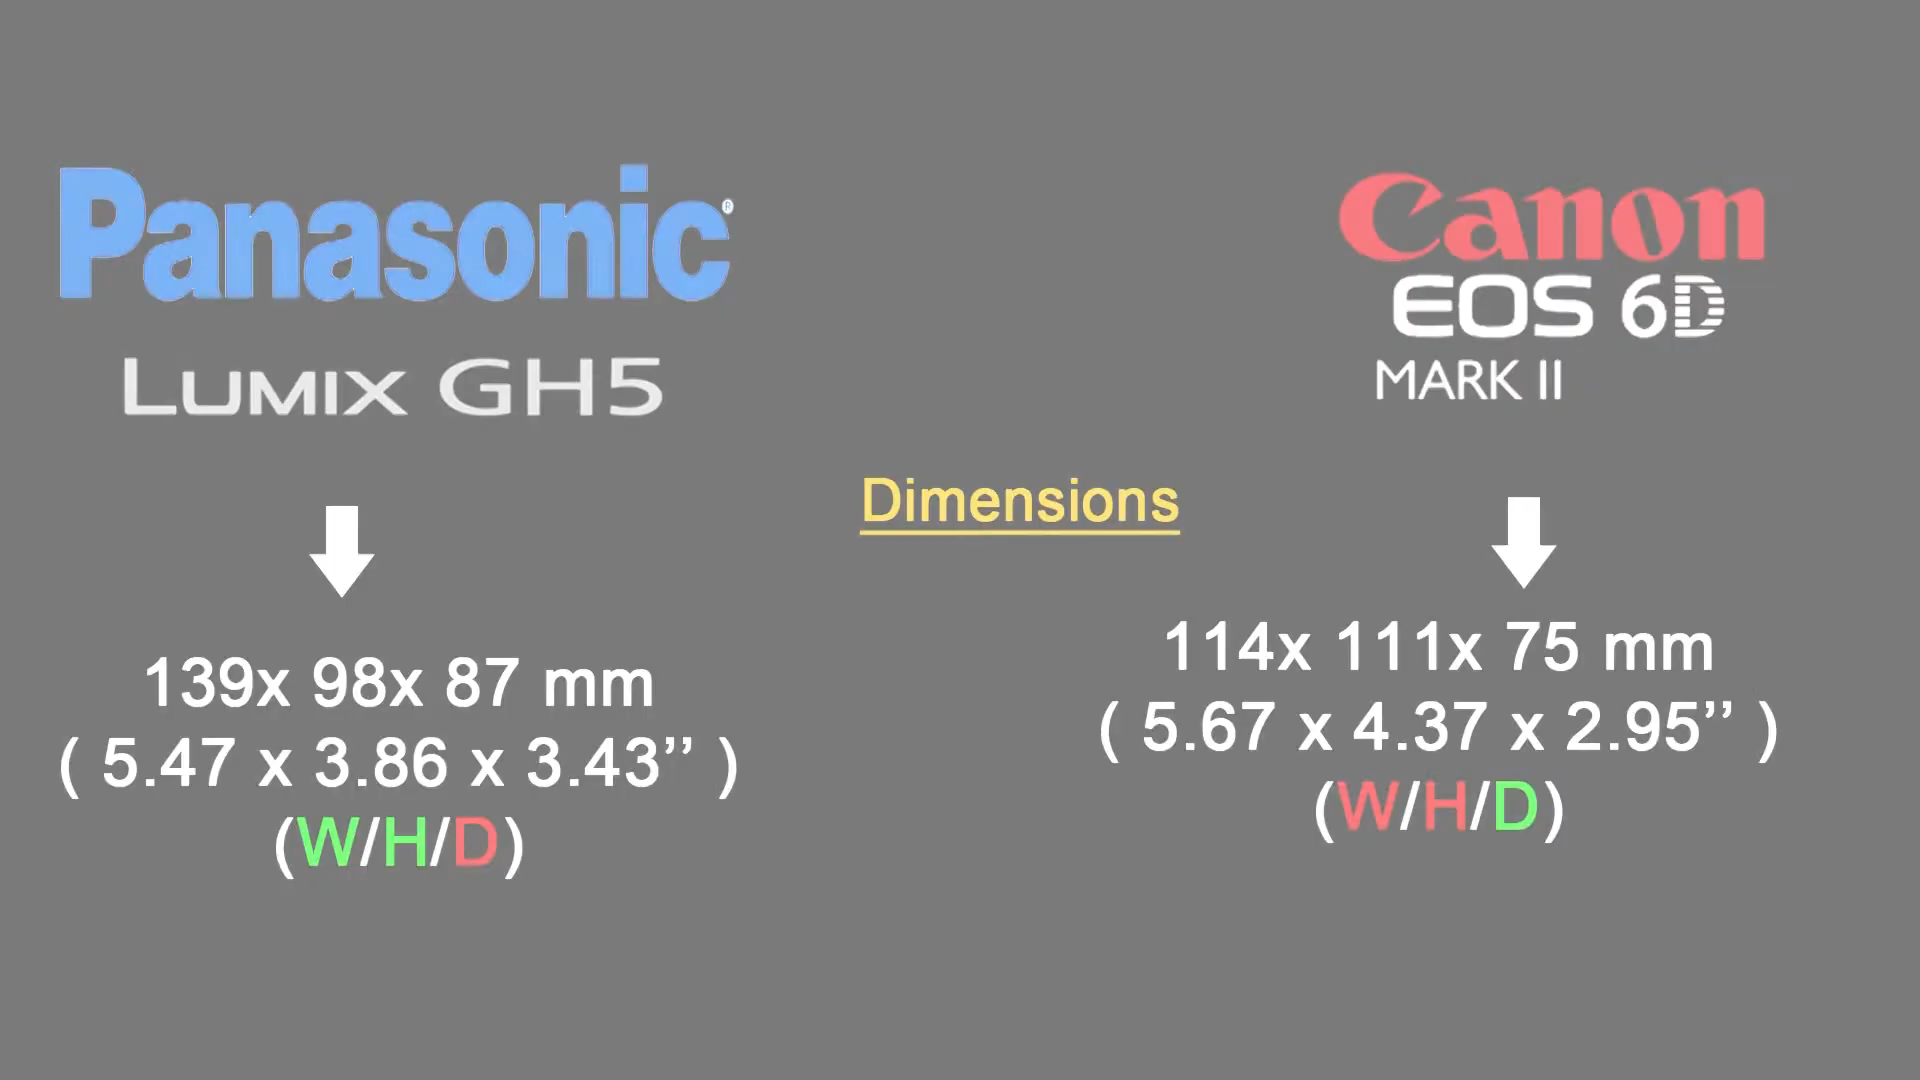 Panasonic®
LUMIX GH5
Canon
EOS 6D
MARK II
Dimensions
139x 98x 87 mm
( 5.47 x 3.86 x 3.43’’ )
(W/H/D)
114x 111x 75 mm
( 5.67 x 4.37 x 2.95’’ )
(W/H/D)